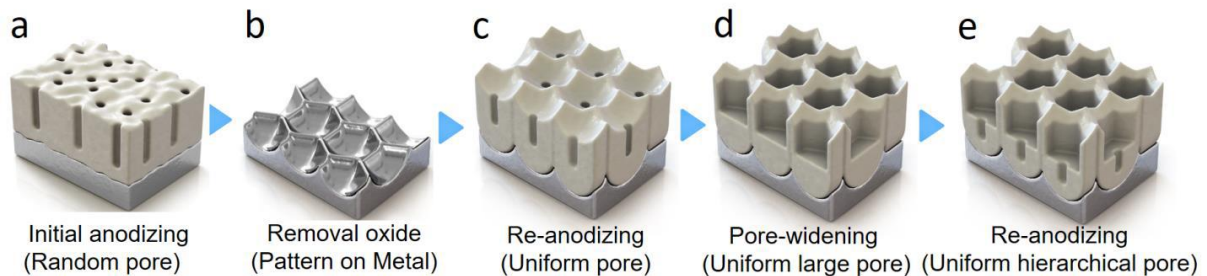 a
b
c
d
e
Initial anodizing
(Random pore)
Removal oxide
(Pattern on Metal)
Re-anodizing
(Uniform pore)
Pore-widening
(Uniform large pore)
Re-anodizing
(Uniform hierarchical pore)